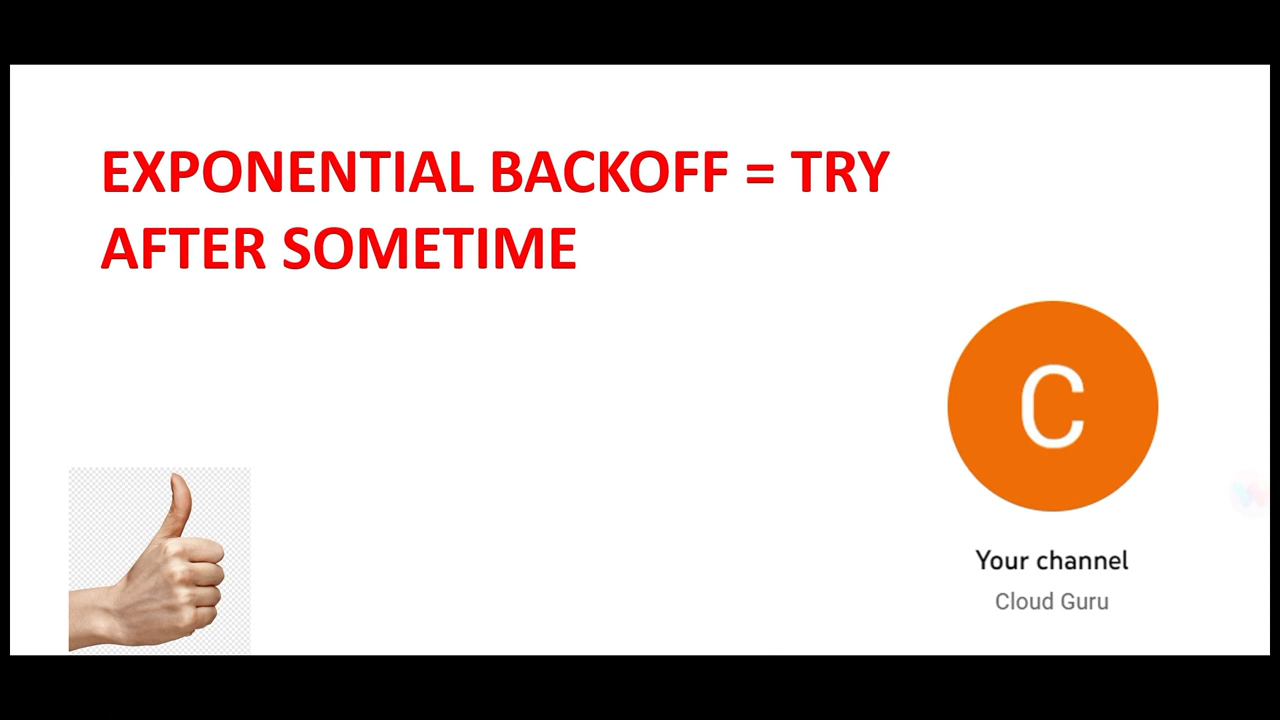 EXPONENTIAL BACKOFF = TRY
AFTER SOMETIME
C
Your channel
Cloud Guru